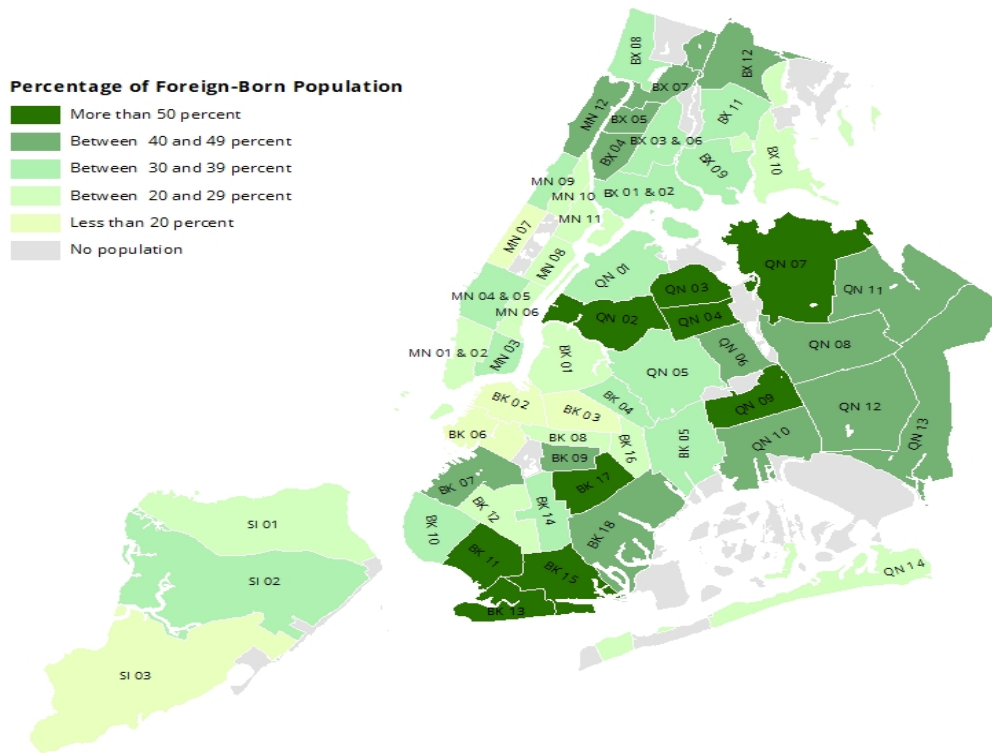 Percentage of Foreign-Born Population
More than 50 percent
Between 40 and 49 percent
Between 30 and 39 percent
Between 20 and 29 percent
Less than 20 percent
No population
BX 08
BX 12
BX 07
MN 12
BX 05
BX 11
BX 04
BX 03 & 06
BX 09
BX 10
MN 09
MN 10
BX 01 & 02
MN 11
MN 07
MN 08
QN 01
QN 07
QN 03
QN 11
MN 04 & 05
MN 06
QN 02
QN 04
QN 08
QN 06
MN 01 & 02
MN 03
BK 01
QN 05
BK 02
BK 03
BK 04
QN 09
QN 12
QN 13
BK 06
BK 08
BK 16
BK 05
QN 10
BK 09
BK 07
BK 17
BK 12
BK 14
BK 18
BK 10
BK 11
BK 15
BK 13
QN 14
SI 01
SI 02
SI 03